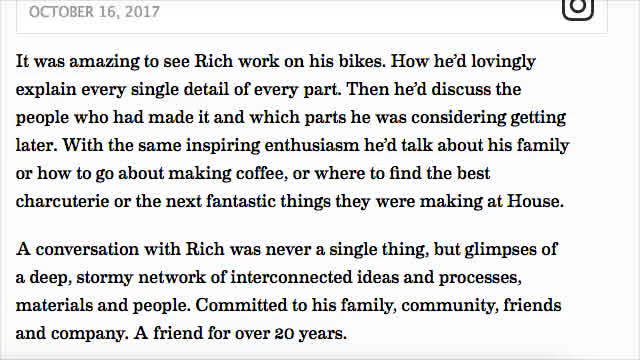 OCTOBER 16, 2017
It was amazing to see Rich work on his bikes. How he’d lovingly
explain every single detail of every part. Then he’d discuss the
people who had made it and which parts he was considering getting
later. With the same inspiring enthusiasm he’d talk about his family
or how to go about making coffee, or where to find the best
charcuterie or the next fantastic things they were making at House.
A conversation with Rich was never a single thing, but glimpses of
a deep, stormy network of interconnected ideas and processes,
materials and people. Committed to his family, community, friends
and company. A friend for over 20 years.